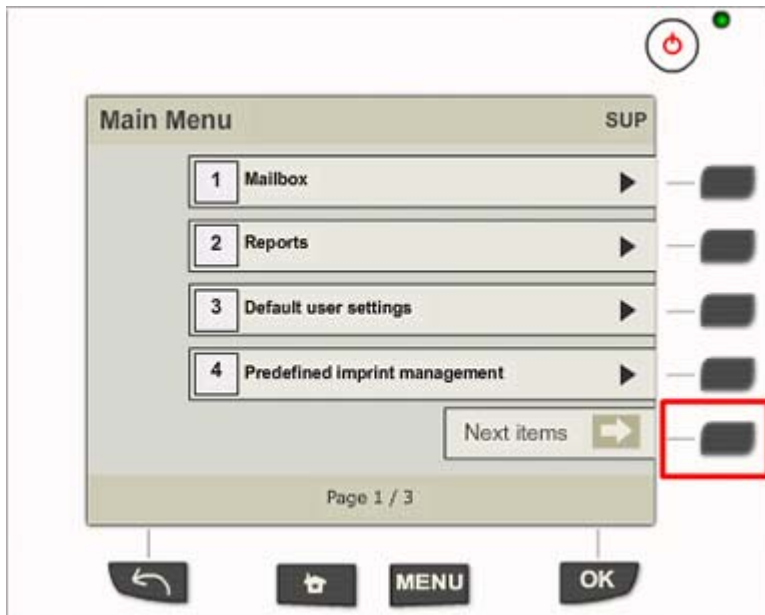 Main Menu SUP
1 Mailbox
2 Reports
3 Default user settings
4 Predefined imprint management
Next items
Page 1 / 3
MENU OK